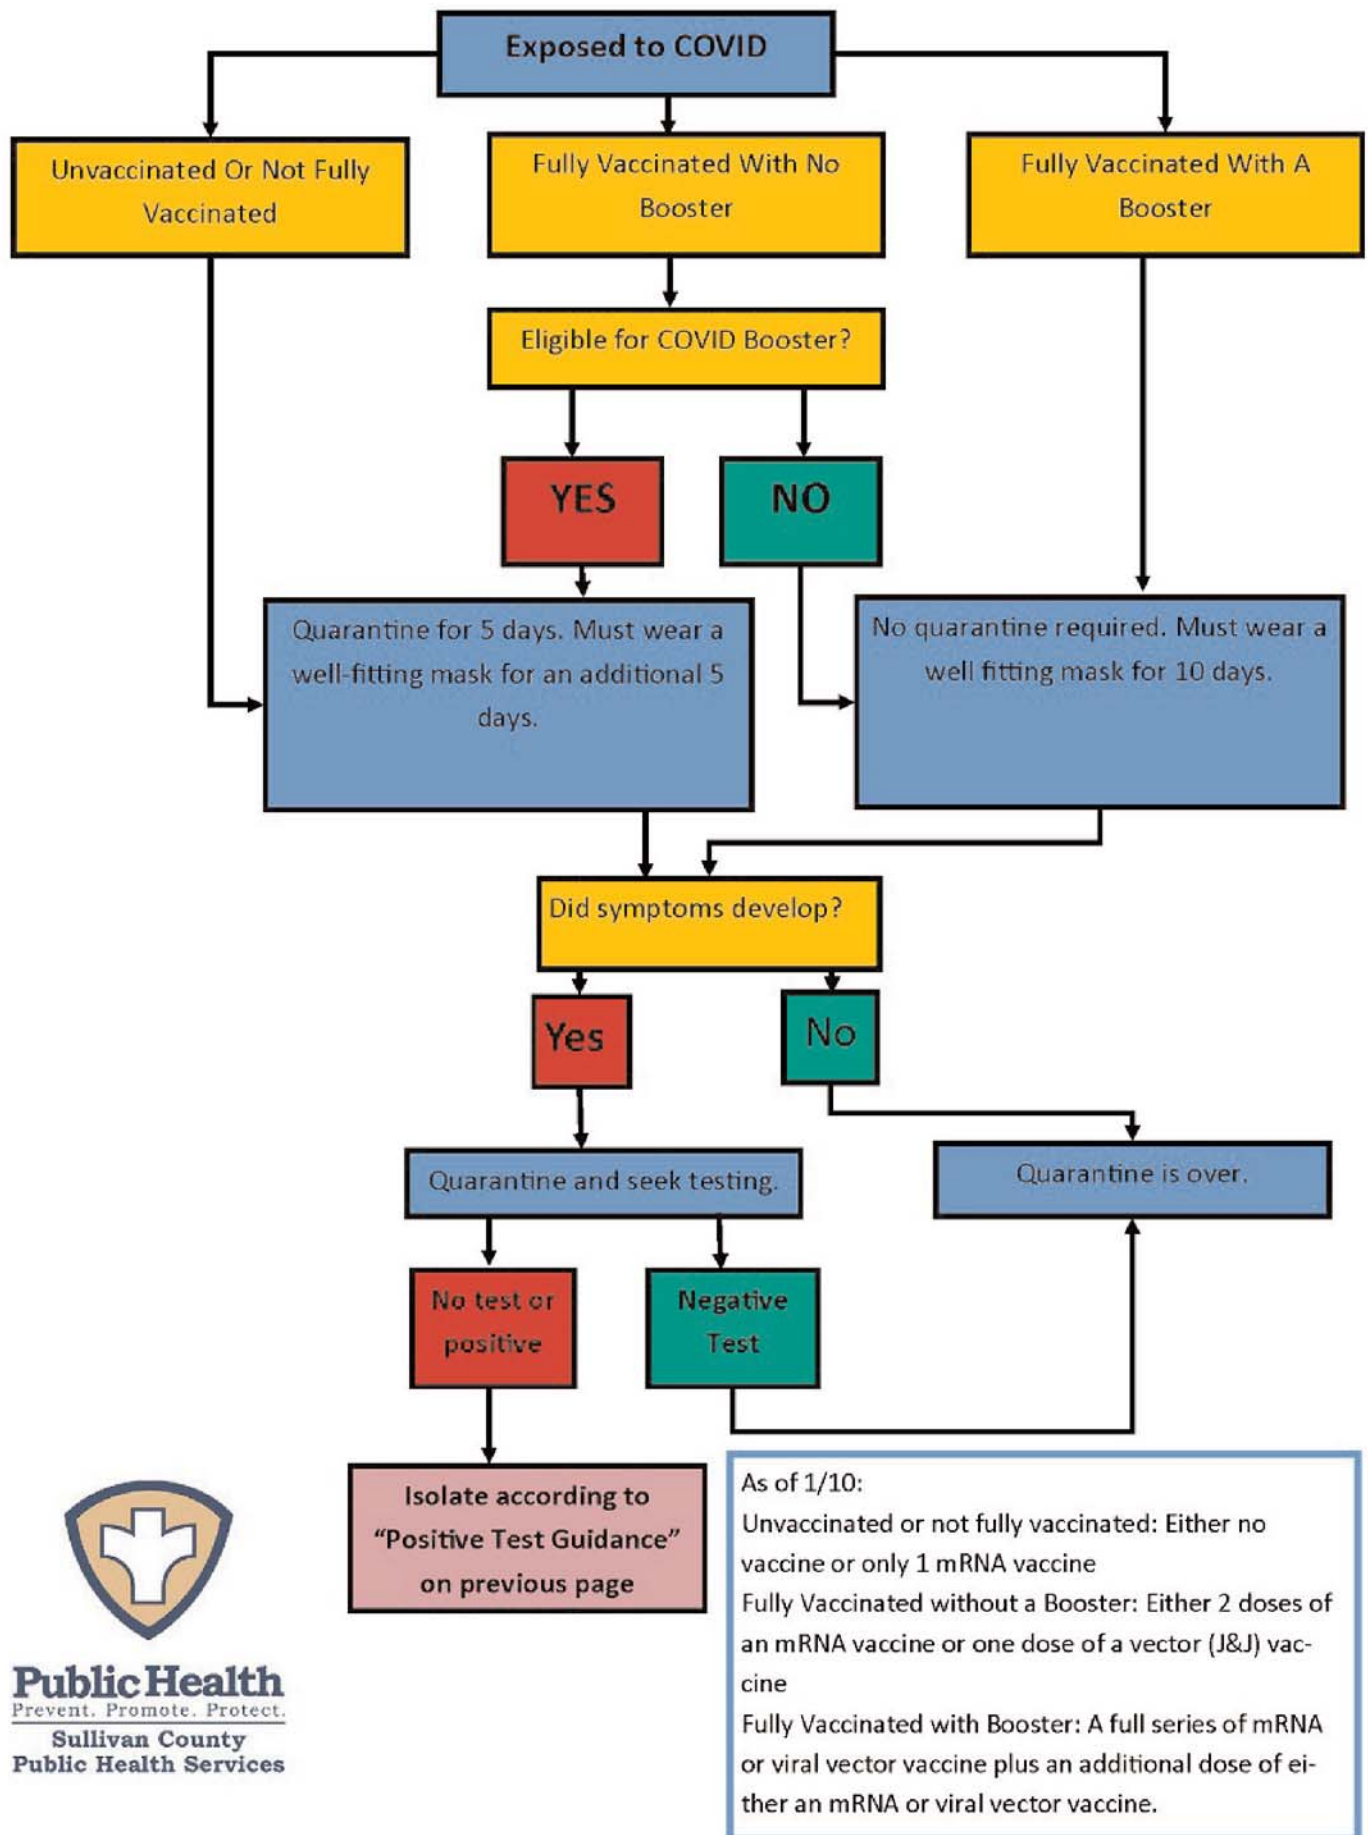 Exposed to COVID
Unvaccinated Or Not Fully
Vaccinated
Fully Vaccinated With No
Booster
Fully Vaccinated With A
Booster
Eligible for COVID Booster?
YES
NO
Quarantine for 5 days. Must wear a
well-fitting mask for an additional 5
days.
No quarantine required. Must wear a
well fitting mask for 10 days.
Did symptoms develop?
Yes
No
Quarantine and seek testing.
Quarantine is over.
No test or
positive
Negative
Test
Isolate according to
“Positive Test Guidance”
on previous page
As of 1/10:
Unvaccinated or not fully vaccinated: Either no
vaccine or only 1 mRNA vaccine
Fully Vaccinated without a Booster: Either 2 doses of
an mRNA vaccine or one dose of a vector (J&J) vac-
cine
Fully Vaccinated with Booster: A full series of mRNA
or viral vector vaccine plus an additional dose of ei-
ther an mRNA or viral vector vaccine.
Public Health
Prevent. Promote. Protect.
Sullivan County
Public Health Services